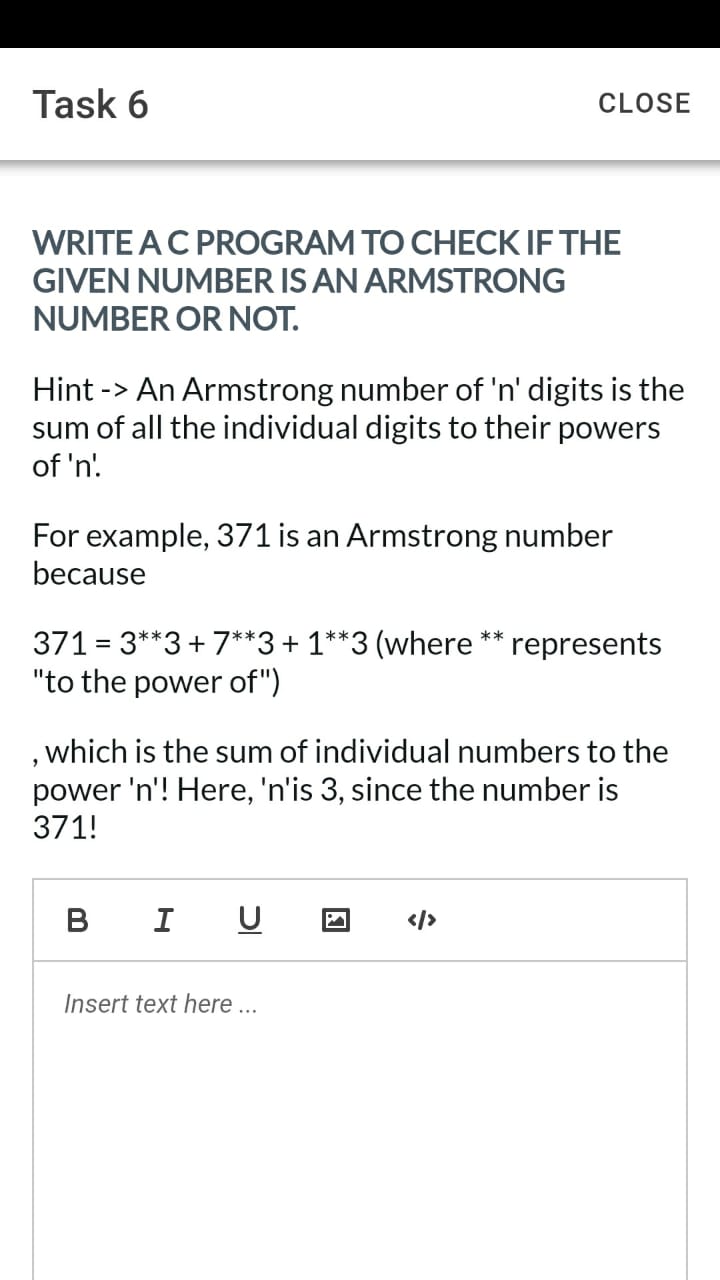 Task 6
CLOSE
WRITE A C PROGRAM TO CHECK IF THE
GIVEN NUMBER IS AN ARMSTRONG
NUMBER OR NOT.
Hint -> An Armstrong number of 'n' digits is the
sum of all the individual digits to their powers
of 'n'.
For example, 371 is an Armstrong number
because
371 = 3**3 + 7**3 + 1**3 (where ** represents
"to the power of")
, which is the sum of individual numbers to the
power 'n'! Here, 'n'is 3, since the number is
371!
B I U </>
Insert text here ...